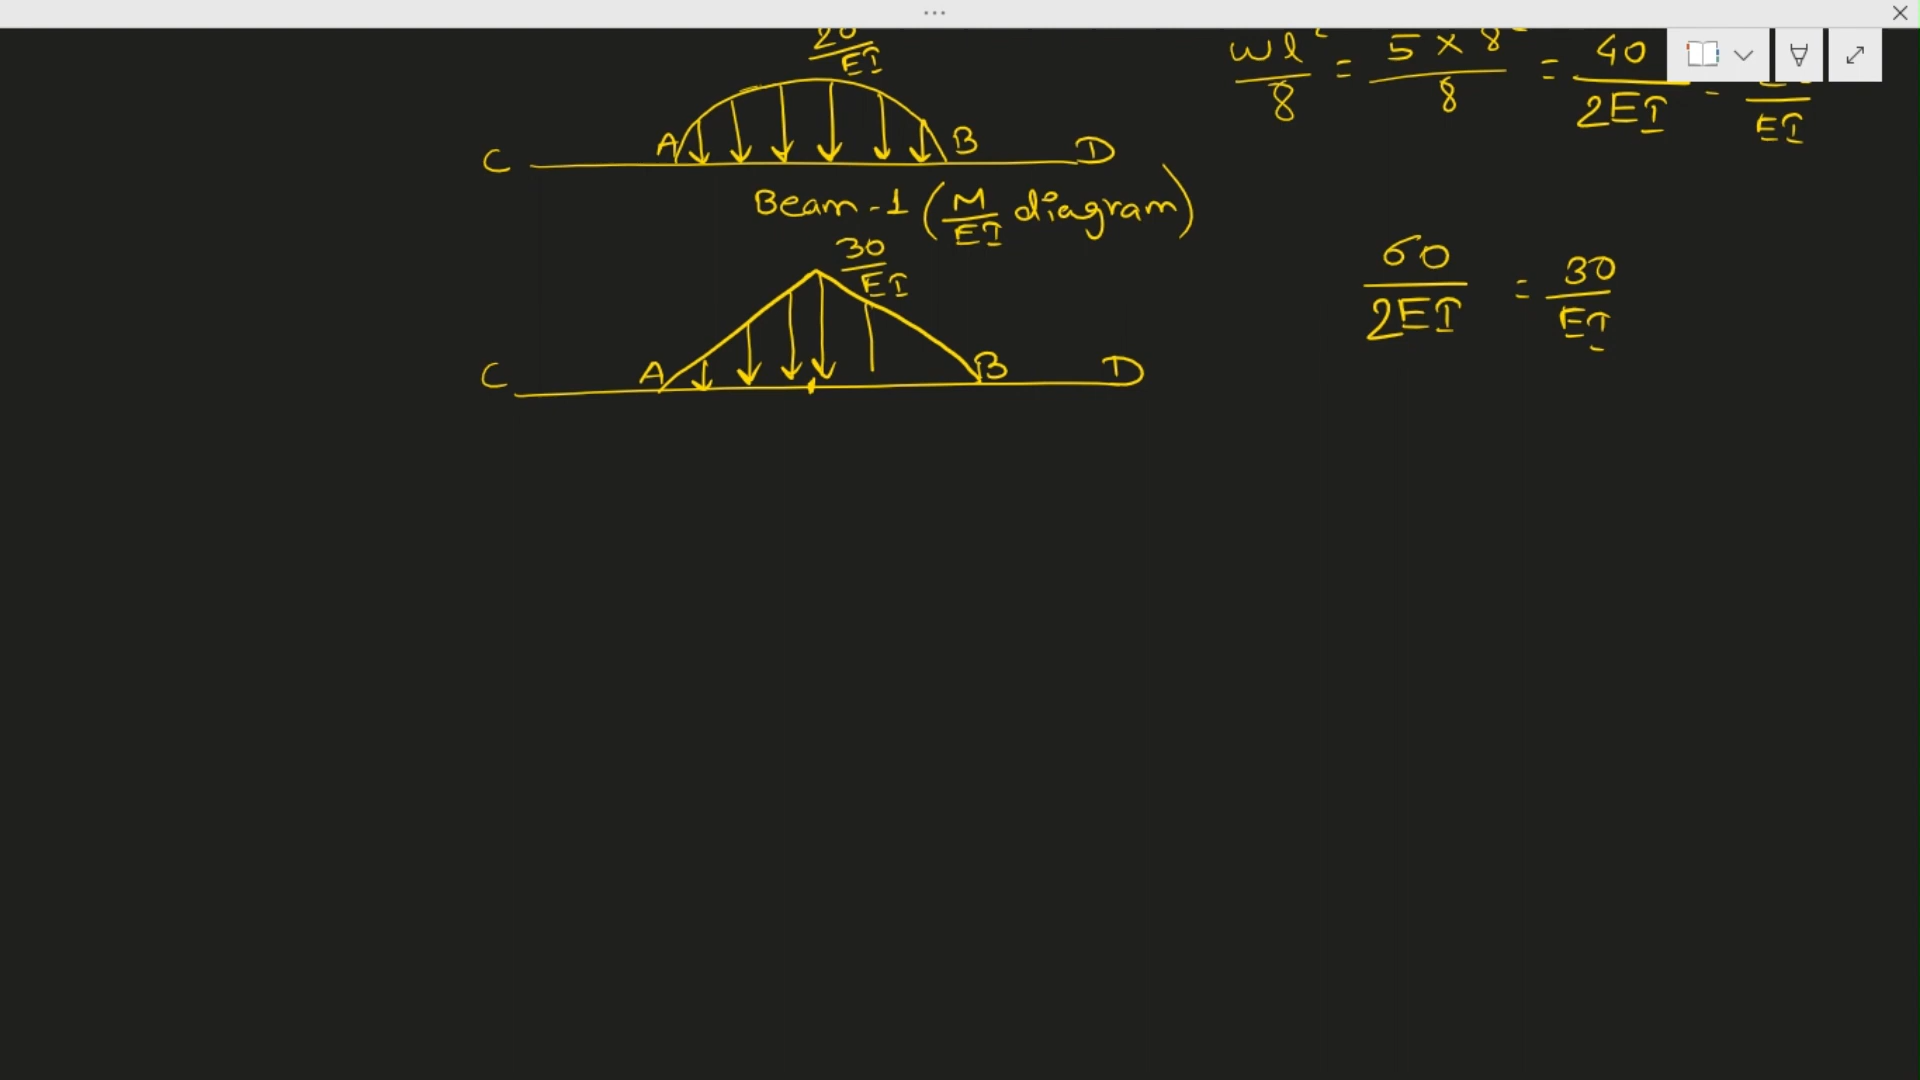 20/EI
wl²/8 = 5 × 8²/8 = 40/2EI = /EI
A B
C D
Beam-1 (M/EI diagram)
30/EI
60/2EI = 30/EI
C A B D